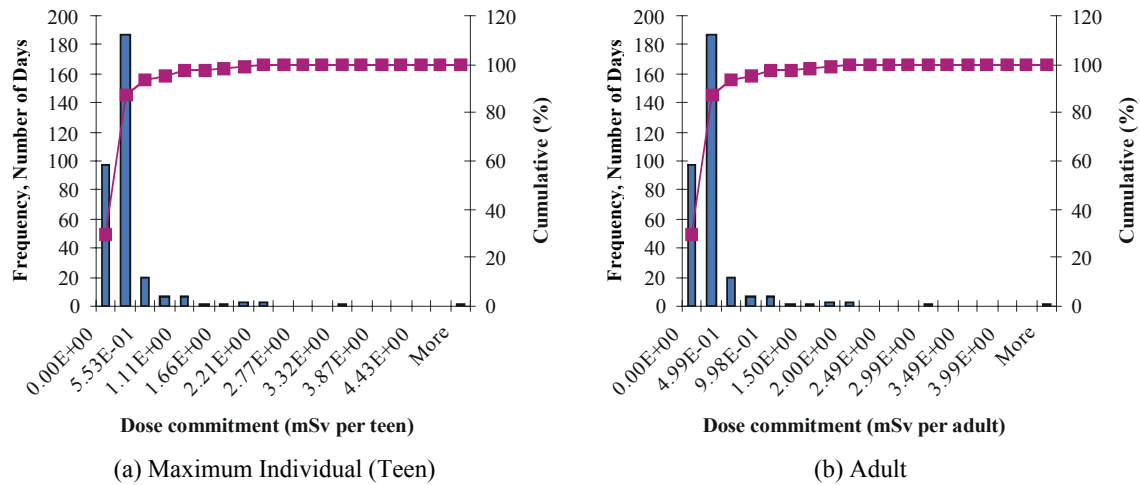 200
180
160
140
120
100
80
60
40
20
0
Frequency, Number of Days
120
100
80
60
40
20
0
Cumulative (%)
0.00E+00
5.53E-01
1.11E+00
1.66E+00
2.21E+00
2.77E+00
3.32E+00
3.87E+00
4.43E+00
More
Dose commitment (mSv per teen)
(a) Maximum Individual (Teen)
200
180
160
140
120
100
80
60
40
20
0
Frequency, Number of Days
120
100
80
60
40
20
0
Cumulative (%)
0.00E+00
4.99E-01
9.98E-01
1.50E+00
2.00E+00
2.49E+00
2.99E+00
3.49E+00
3.99E+00
More
Dose commitment (mSv per adult)
(b) Adult